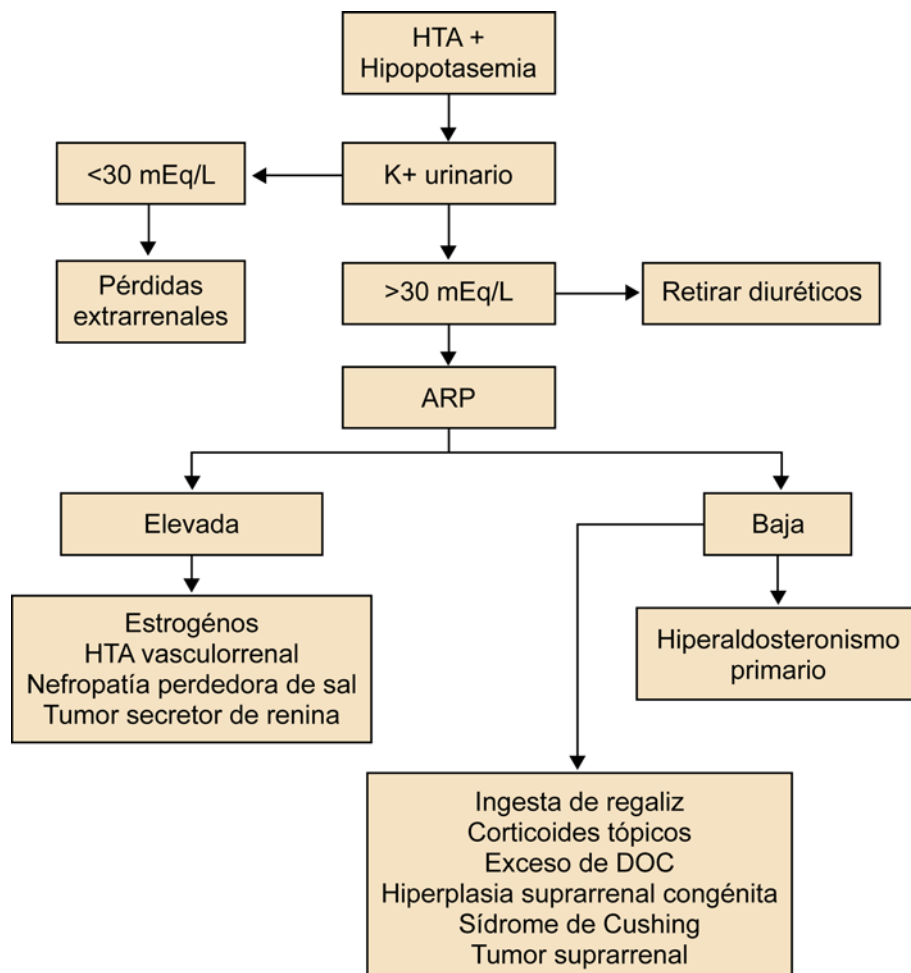 HTA +
Hipopotasemia
<30 mEq/L
K+ urinario
Pérdidas
extrarrenales
>30 mEq/L
Retirar diuréticos
ARP
Elevada
Baja
Estrogénos
HTA vasculorrenal
Nefropatía perdedora de sal
Tumor secretor de renina
Hiperaldosteronismo
primario
Ingesta de regaliz
Corticoides tópicos
Exceso de DOC
Hiperplasia suprarrenal congénita
Sídrome de Cushing
Tumor suprarrenal